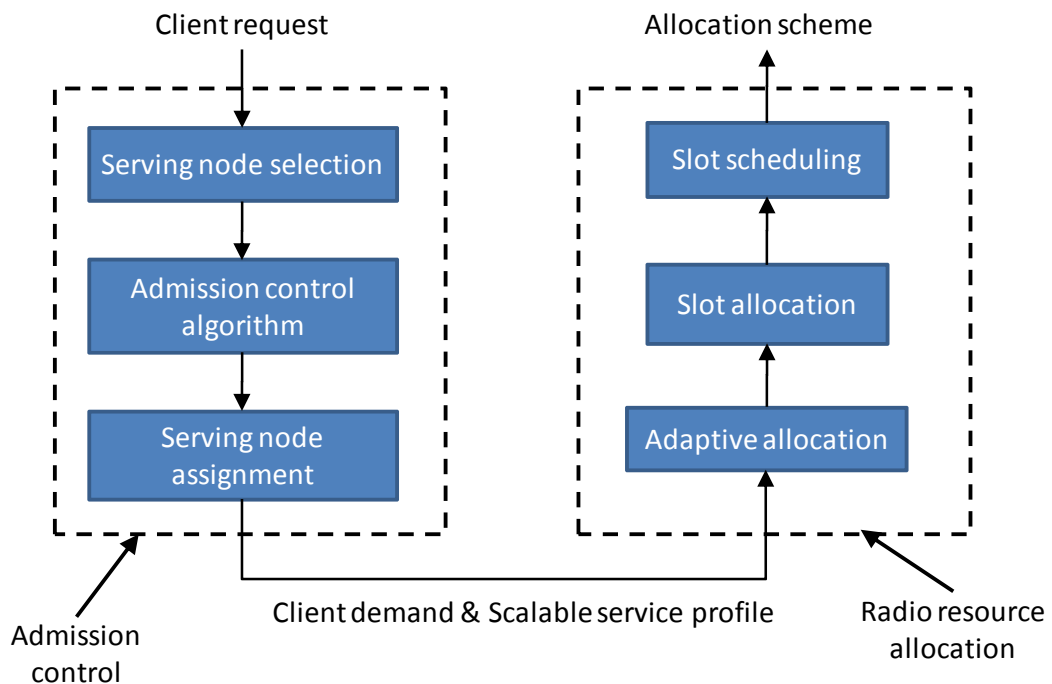 Client request
Allocation scheme
Serving node selection
Admission control
algorithm
Serving node
assignment
Slot scheduling
Slot allocation
Adaptive allocation
Client demand & Scalable service profile
Admission
control
Radio resource
allocation